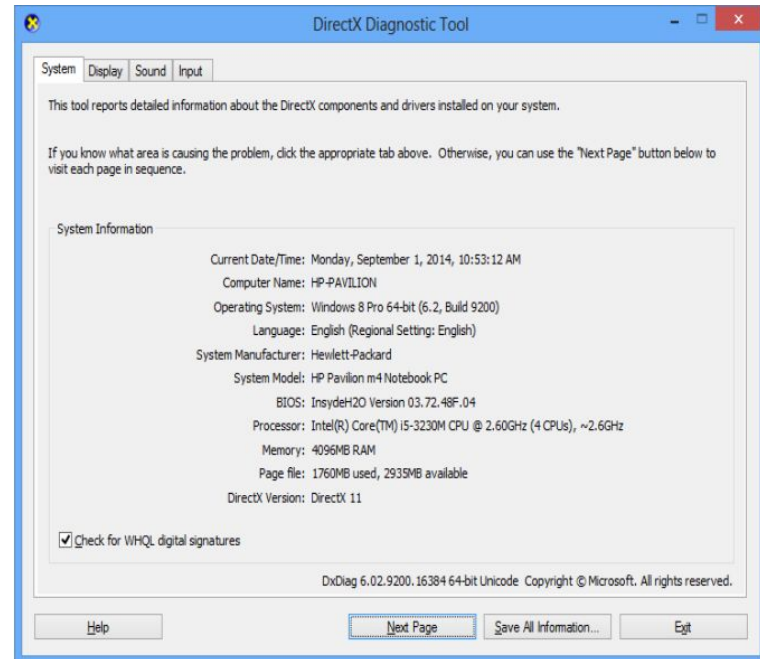 DirectX Diagnostic Tool
System Display Sound Input
This tool reports detailed information about the DirectX components and drivers installed on your system.
If you know what area is causing the problem, click the appropriate tab above. Otherwise, you can use the "Next Page" button below to
visit each page in sequence.
System Information
Current Date/Time: Monday, September 1, 2014, 10:53:12 AM
Computer Name: HP-PAVILION
Operating System: Windows 8 Pro 64-bit (6.2, Build 9200)
Language: English (Regional Setting: English)
System Manufacturer: Hewlett-Packard
System Model: HP Pavilion m4 Notebook PC
BIOS: InsydeH2O Version 03.72.48F.04
Processor: Intel(R) Core(TM) i5-3230M CPU @ 2.60GHz (4 CPUs), ~2.6GHz
Memory: 4096MB RAM
Page file: 1760MB used, 2935MB available
DirectX Version: DirectX 11
Check for WHQL digital signatures
DxDiag 6.02.9200.16384 64-bit Unicode Copyright © Microsoft. All rights reserved.
Help Next Page Save All Information... Exit